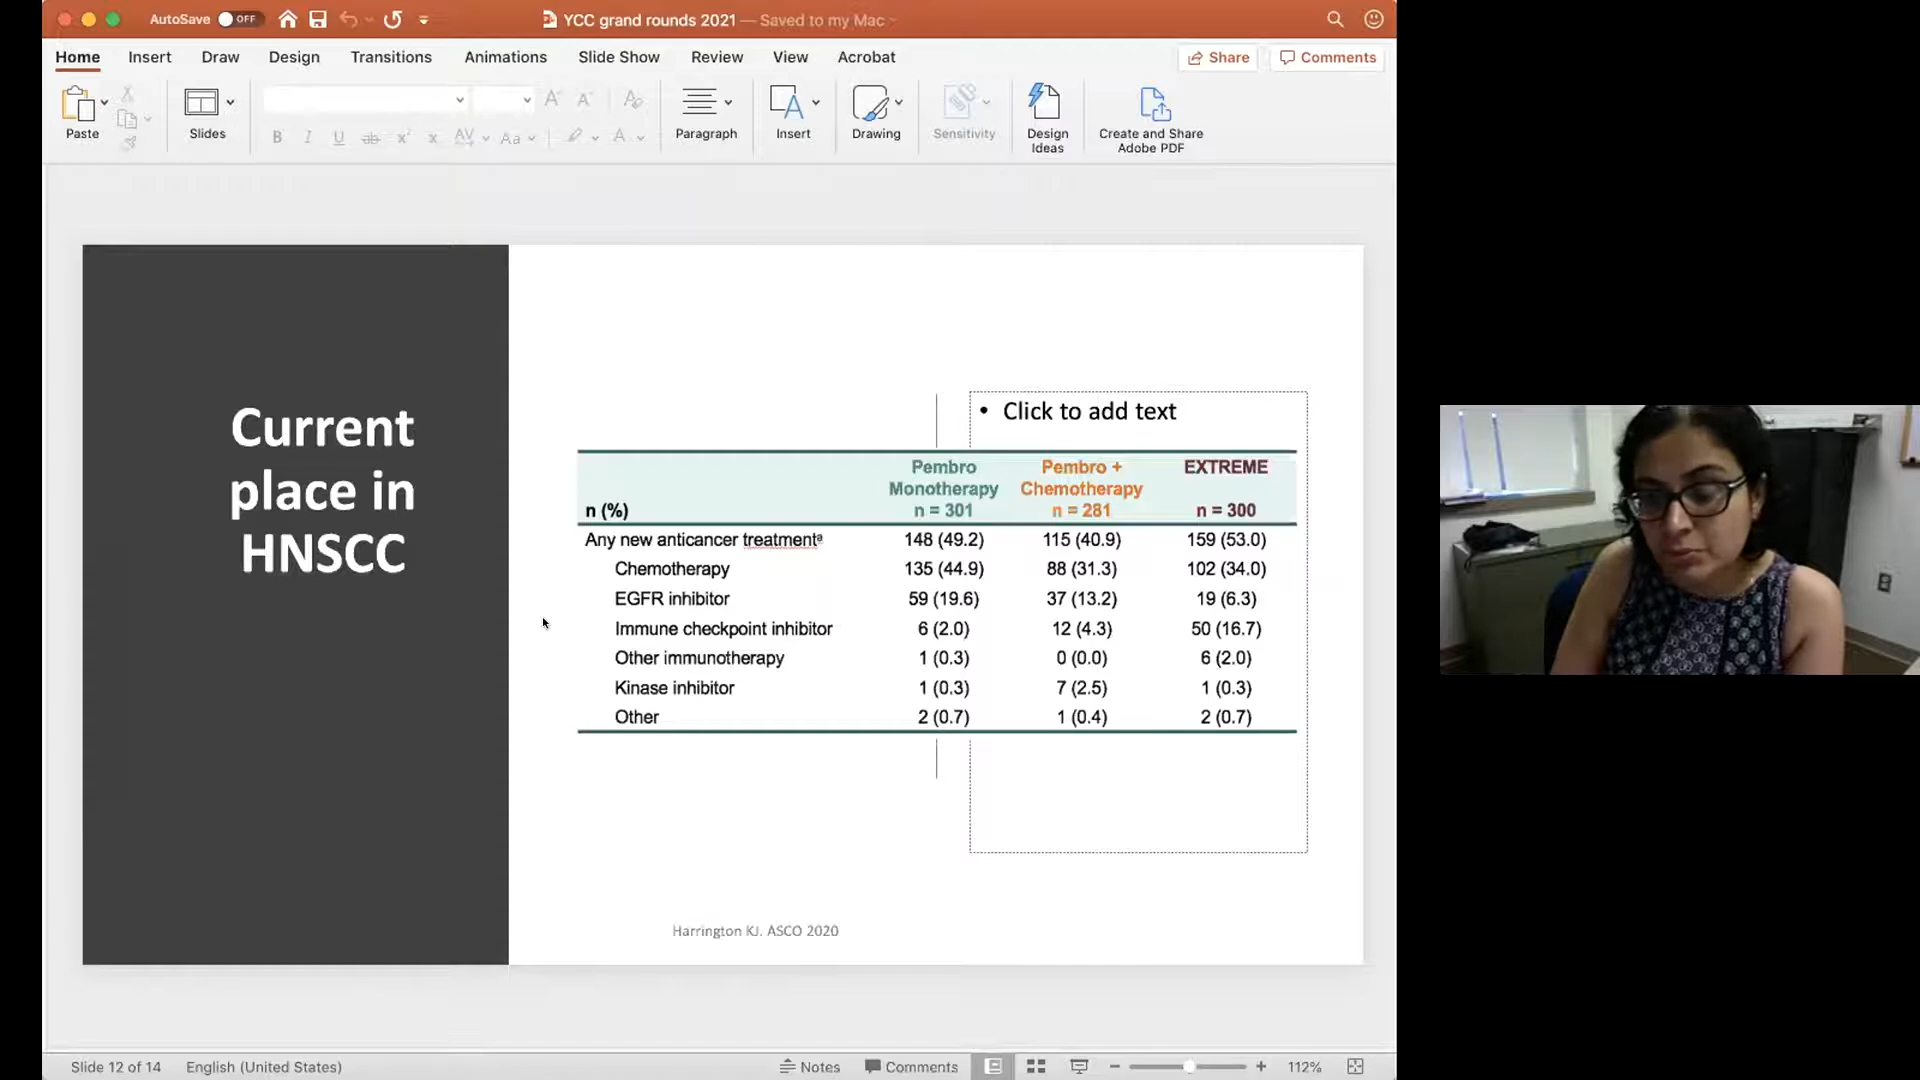 AutoSave OFF
YCC grand rounds 2021 — Saved to my Mac
Home Insert Draw Design Transitions Animations Slide Show Review View Acrobat
Share Comments
Paste
Slides
Paragraph
Insert
Drawing
Sensitivity
Design
Ideas
Create and Share
Adobe PDF
Current
place in
HNSCC
• Click to add text
Pembro Pembro + EXTREME
Monotherapy Chemotherapy
n (%) n = 301 n = 281 n = 300
Any new anticancer treatmentª 148 (49.2) 115 (40.9) 159 (53.0)
Chemotherapy 135 (44.9) 88 (31.3) 102 (34.0)
EGFR inhibitor 59 (19.6) 37 (13.2) 19 (6.3)
Immune checkpoint inhibitor 6 (2.0) 12 (4.3) 50 (16.7)
Other immunotherapy 1 (0.3) 0 (0.0) 6 (2.0)
Kinase inhibitor 1 (0.3) 7 (2.5) 1 (0.3)
Other 2 (0.7) 1 (0.4) 2 (0.7)
Harrington KJ. ASCO 2020
Slide 12 of 14 English (United States) Notes Comments 112%